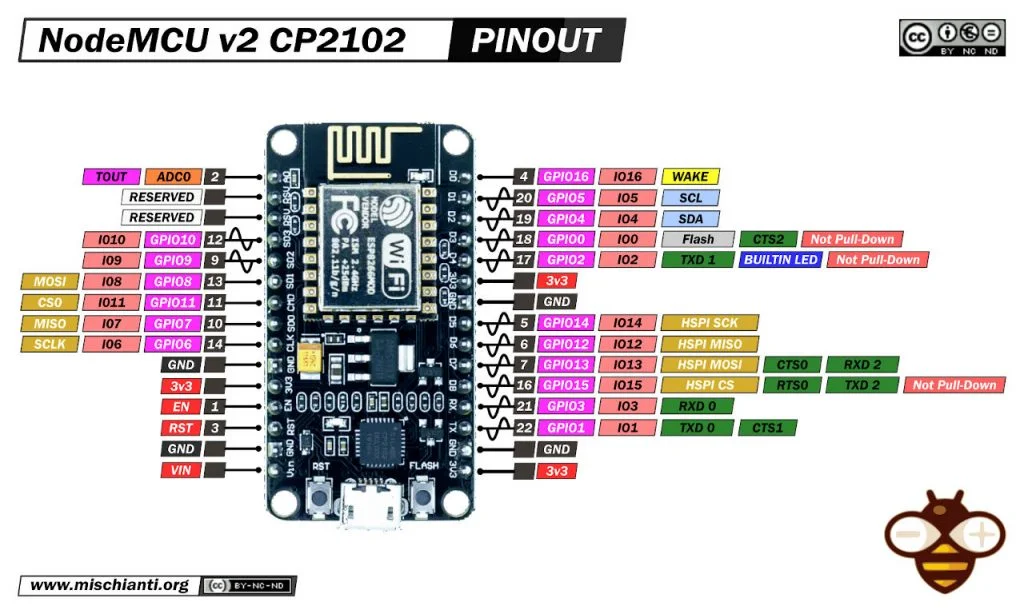 NodeMCU v2 CP2102 PINOUT
cc BY NC ND
TOUT ADC0 2
RESERVED
RESERVED
IO10 GPIO10 12
IO9 GPIO9 9
MOSI IO8 GPIO8 13
CS0 IO11 GPIO11 11
MISO IO7 GPIO7 10
SCLK IO6 GPIO6 14
GND
3v3
EN 1
RST 3
GND
VIN
RSV
RSV
SD3
SD2
SD1
CMD
SD0
CLK
GND
3V3
EN
RST
GND
Vin
MODEL
VENDOR
ESP8266MOD
ISM 2.4GHz
PA +25dBm
802.11b/g/n
FC
WiFi
RST
FLASH
D0
D1
D2
D3
D4
3V3
GND
D5
D6
D7
D8
RX
TX
GND
3V3
4 GPIO16 IO16 WAKE
20 GPIO5 IO5 SCL
19 GPIO4 IO4 SDA
18 GPIO0 IO0 Flash CTS2 Not Pull-Down
17 GPIO2 IO2 TXD 1 BUILTIN LED Not Pull-Down
3v3
GND
5 GPIO14 IO14 HSPI SCK
6 GPIO12 IO12 HSPI MISO
7 GPIO13 IO13 HSPI MOSI CTS0 RXD 2
16 GPIO15 IO15 HSPI CS RTS0 TXD 2 Not Pull-Down
21 GPIO3 IO3 RXD 0
22 GPIO1 IO1 TXD 0 CTS1
GND
3v3
www.mischianti.org cc BY-NC-ND